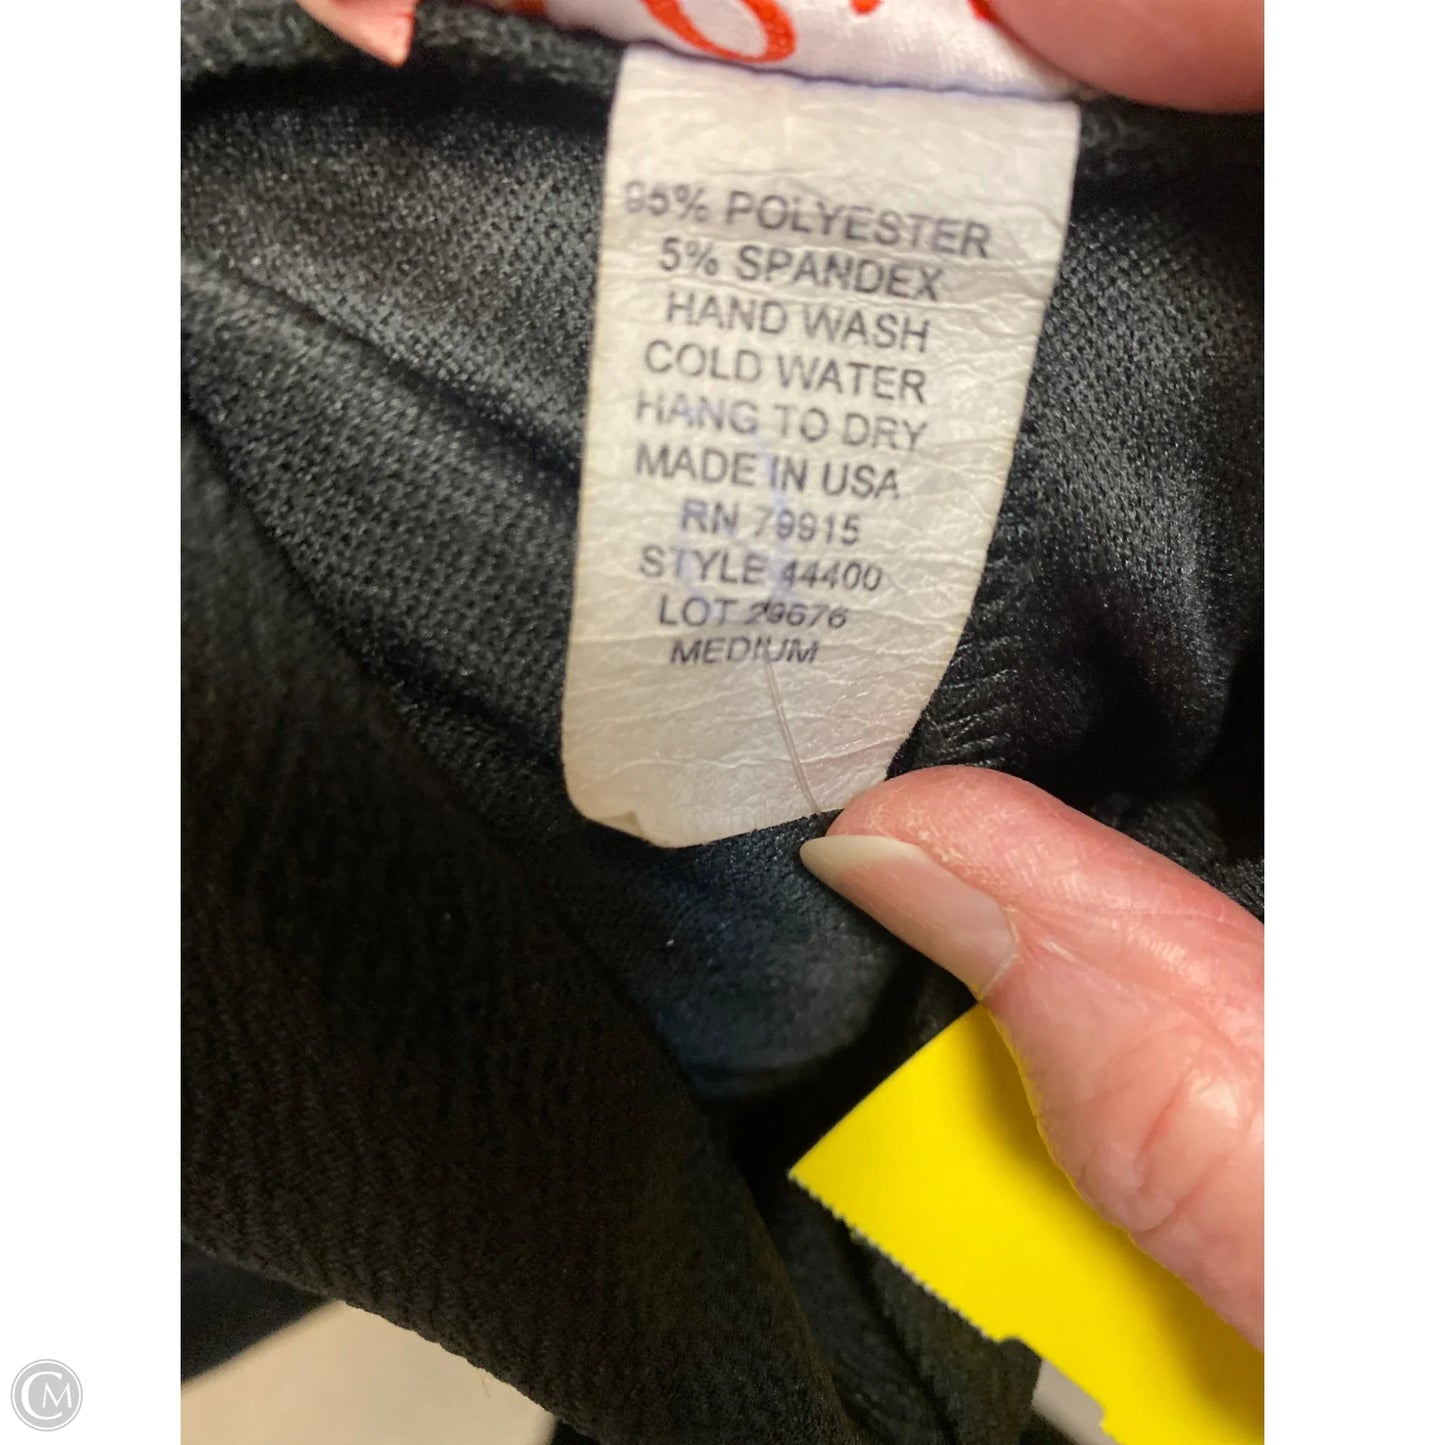 95% POLYESTER
5% SPANDEX
HAND WASH
COLD WATER
HANG TO DRY
MADE IN USA
RN 79915
STYLE 44400
LOT 29676
MEDIUM
CM